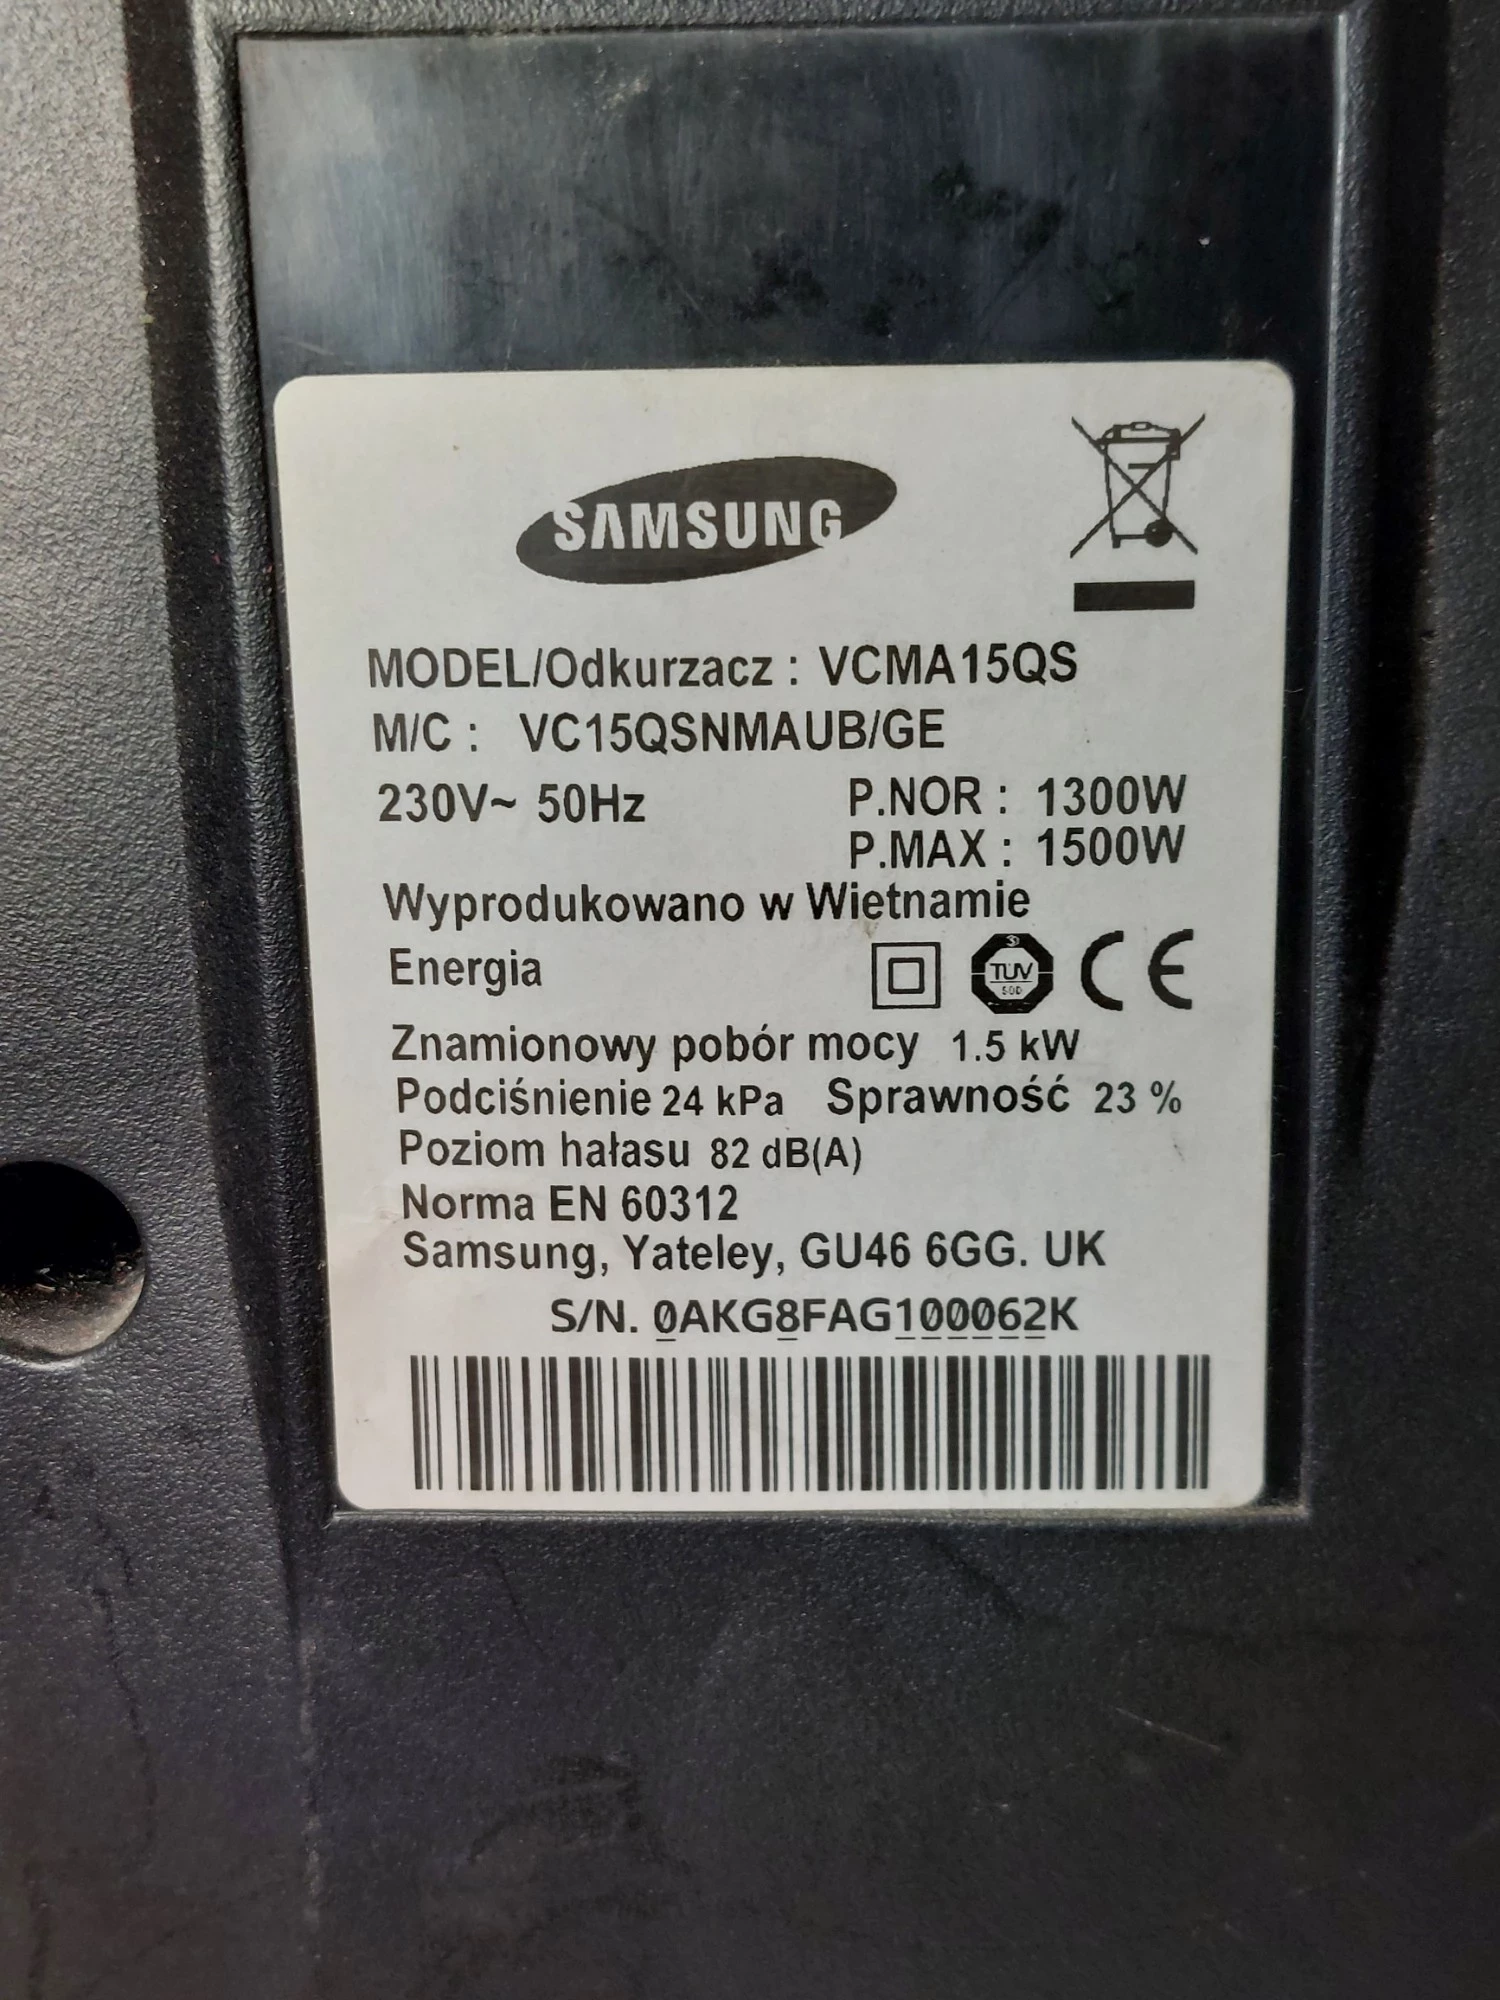 SAMSUNG
MODEL/Odkurzacz : VCMA15QS
M/C : VC15QSNMAUB/GE
230V~ 50Hz P.NOR : 1300W
P.MAX : 1500W
Wyprodukowano w Wietnamie
Energia TÜV CE
Znamionowy pobór mocy 1.5 kW
Podciśnienie 24 kPa Sprawność 23 %
Poziom hałasu 82 dB(A)
Norma EN 60312
Samsung, Yateley, GU46 6GG. UK
S/N. 0AKG8FAG100062K